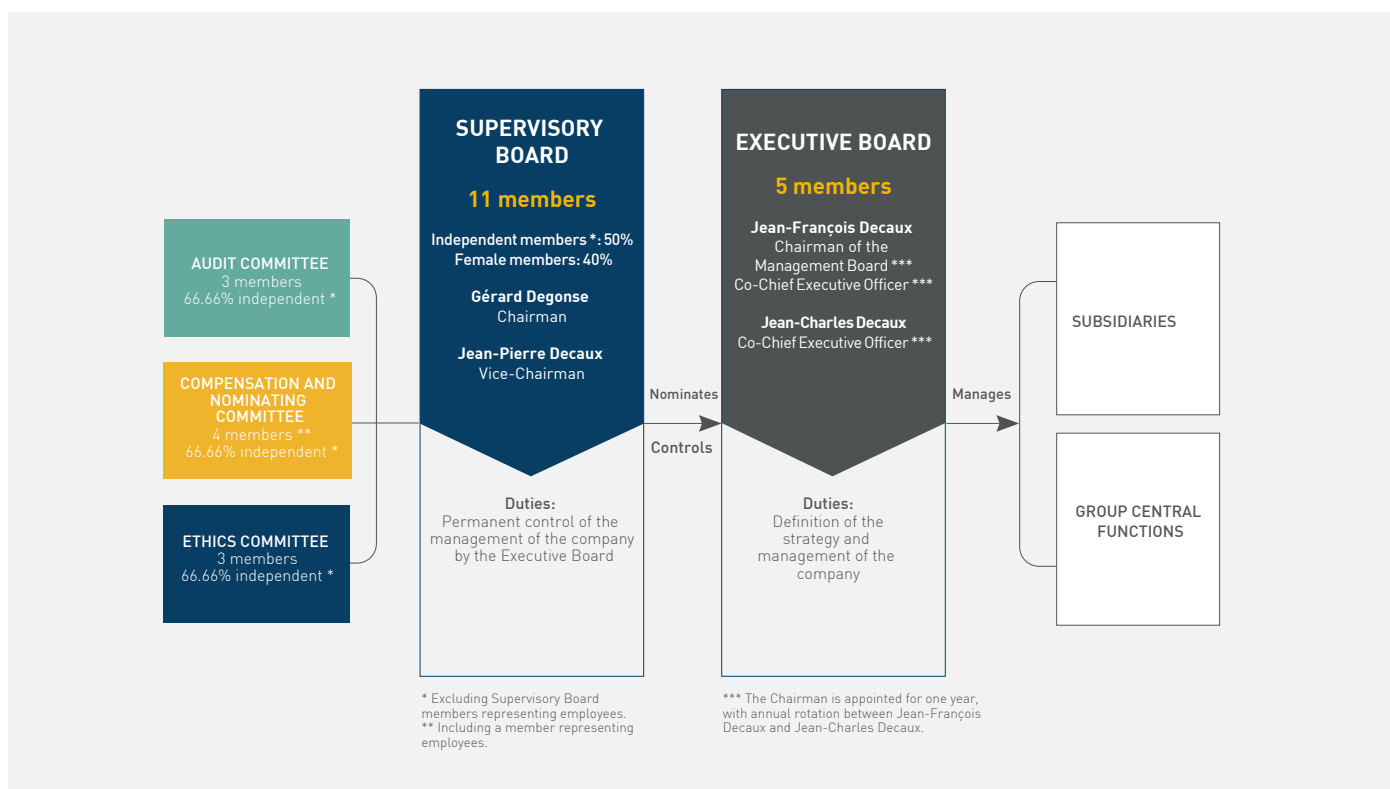 AUDIT COMMITTEE
3 members
66.66% independent *
COMPENSATION AND
NOMINATING
COMMITTEE
4 members **
66.66% independent *
ETHICS COMMITTEE
3 members
66.66% independent *
SUPERVISORY
BOARD
11 members
Independent members *: 50%
Female members: 40%
Gérard Degonse
Chairman
Jean-Pierre Decaux
Vice-Chairman
Duties:
Permanent control of the
management of the company
by the Executive Board
* Excluding Supervisory Board
members representing employees.
** Including a member representing
employees.
Nominates
Controls
EXECUTIVE BOARD
5 members
Jean-François Decaux
Chairman of the
Management Board ***
Co-Chief Executive Officer ***
Jean-Charles Decaux
Co-Chief Executive Officer ***
Duties:
Definition of the
strategy and
management of the
company
*** The Chairman is appointed for one year,
with annual rotation between Jean-François
Decaux and Jean-Charles Decaux.
Manages
SUBSIDIARIES
GROUP CENTRAL
FUNCTIONS